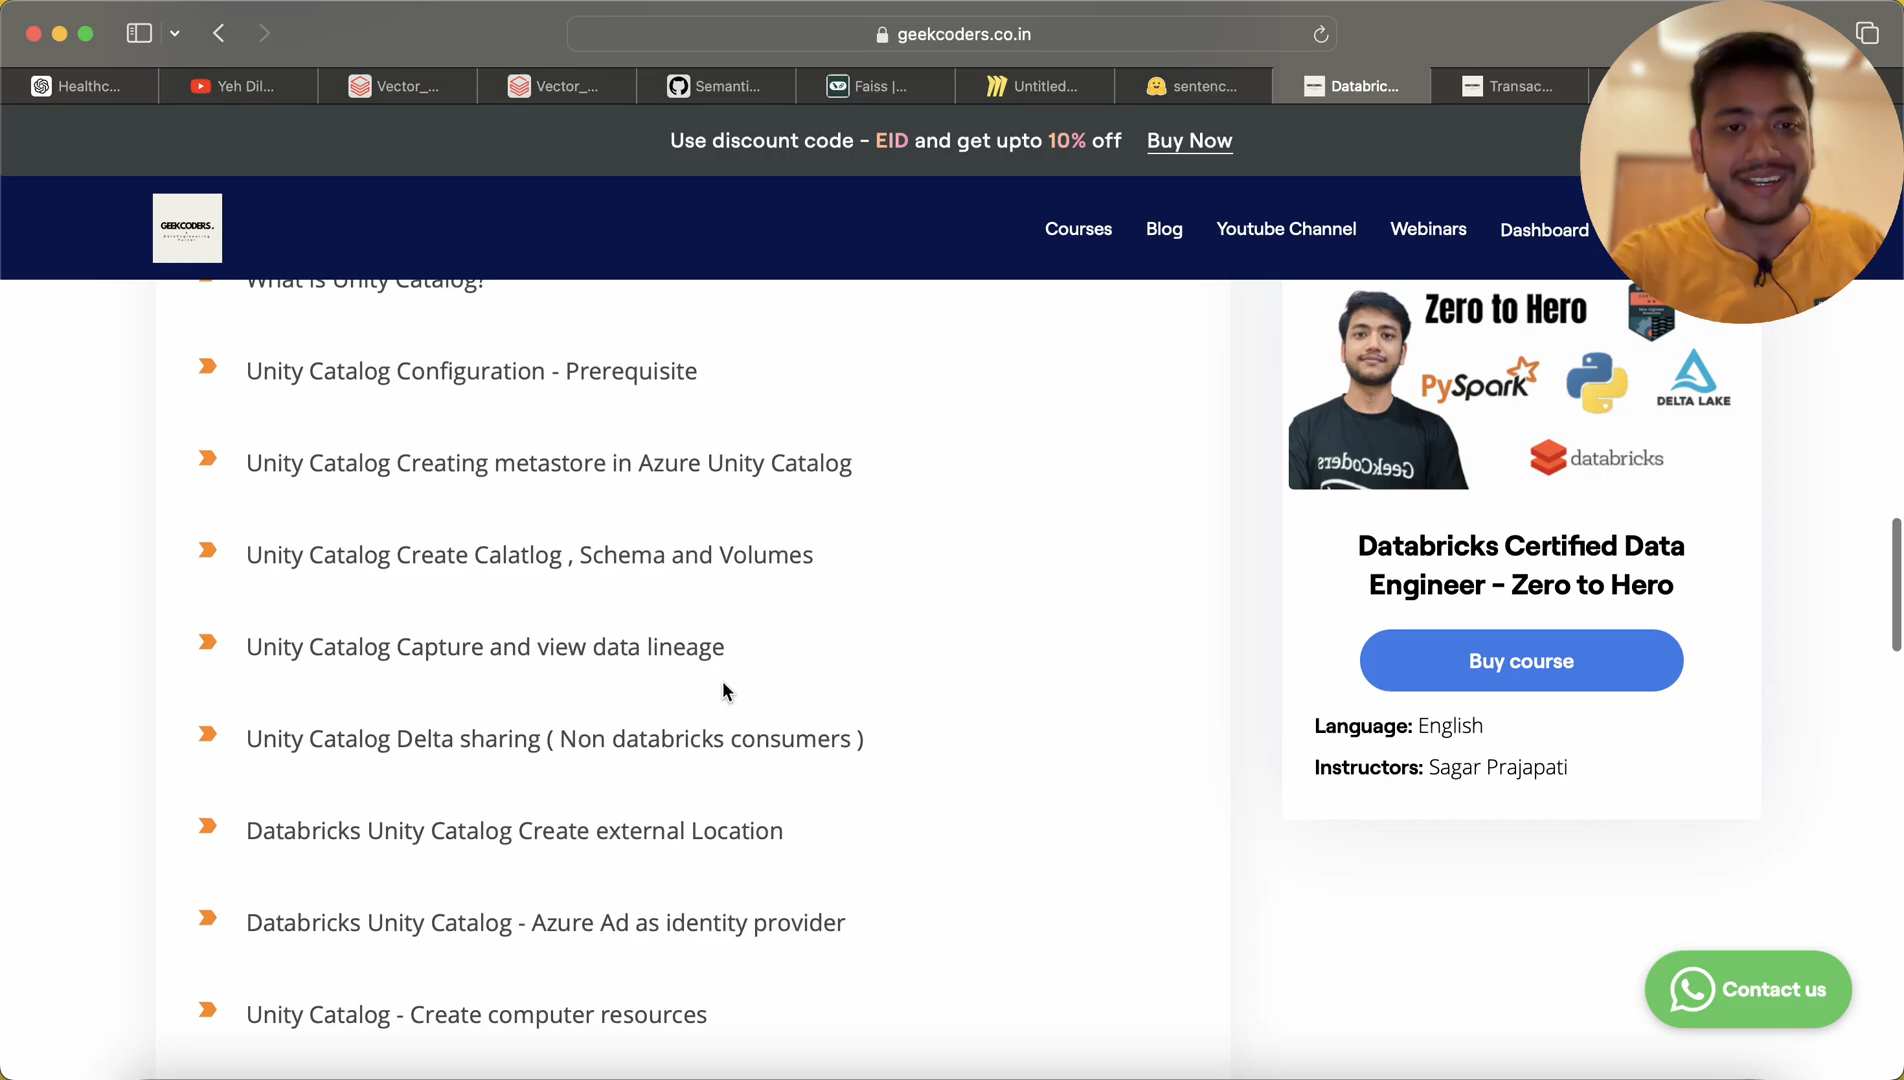 geekcoders.co.in
Healthc...
Yeh Dil...
Vector_...
Vector_...
Semanti...
Faiss |...
Untitled...
sentenc...
Databric...
Transac...
Use discount code - EID and get upto 10% off Buy Now
GEEKCODERS.
Courses Blog Youtube Channel Webinars Dashboard
What is Unity Catalog?
Unity Catalog Configuration - Prerequisite
Unity Catalog Creating metastore in Azure Unity Catalog
Unity Catalog Create Calatlog , Schema and Volumes
Unity Catalog Capture and view data lineage
Unity Catalog Delta sharing ( Non databricks consumers )
Databricks Unity Catalog Create external Location
Databricks Unity Catalog - Azure Ad as identity provider
Unity Catalog - Create computer resources
Zero to Hero
PySpark
DELTA LAKE
databricks
GeekCoders
Databricks Certified Data
Engineer - Zero to Hero
Buy course
Language: English
Instructors: Sagar Prajapati
Contact us